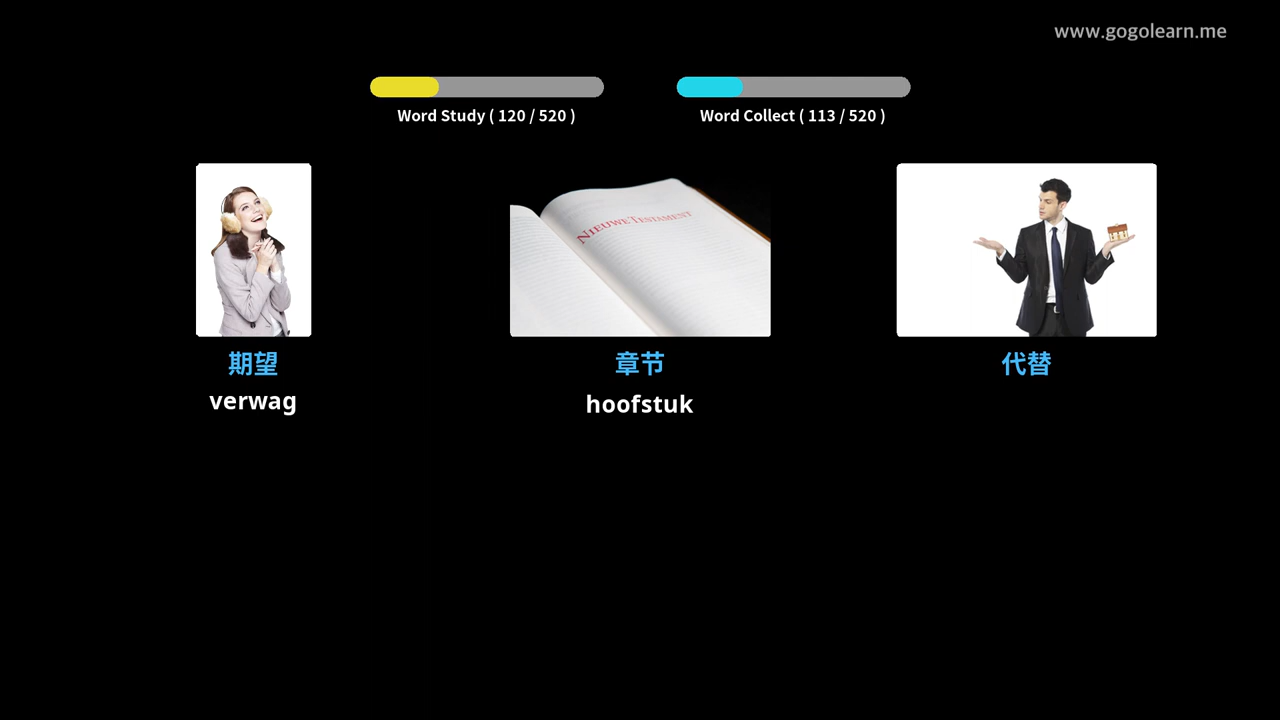 www.gogolearn.me
Word Study ( 120 / 520 )
Word Collect ( 113 / 520 )
NIEUWE TESTAMENT
期望
章节
代替
verwag
hoofstuk